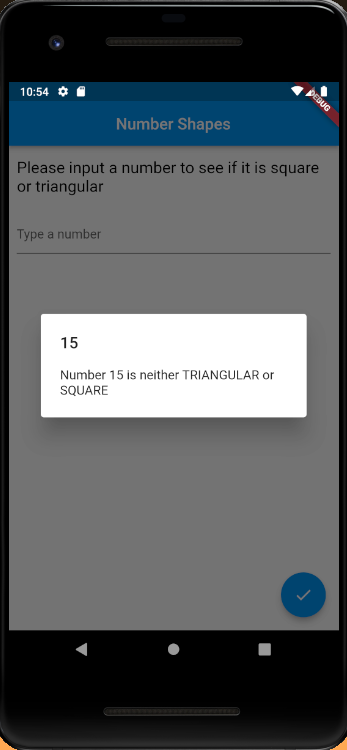 10:54
DEBUG
Number Shapes
Please input a number to see if it is square
or triangular
Type a number
15
Number 15 is neither TRIANGULAR or
SQUARE